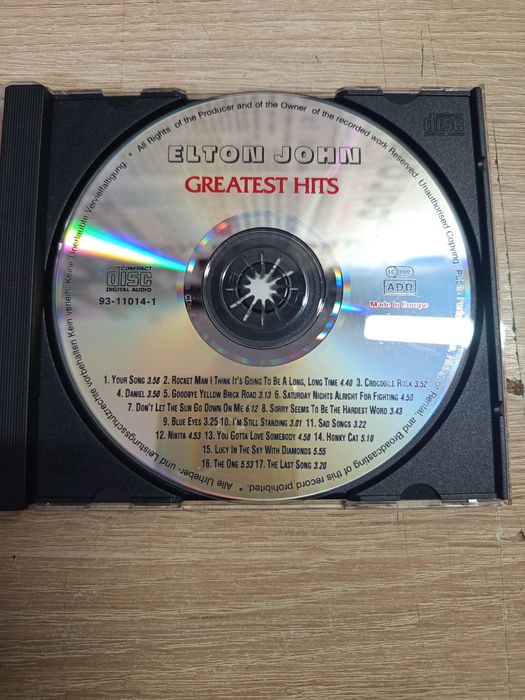 * All Rights of the Producer and of the Owner of the recorded work Reserved. Unauthorised Copying
of Rental, and Broadcasting of this record prohibited. * Alle Urheber- und Leistungsschutzrechte vorbehalten Kein verleih. Keine unerlaubte Vervielfältigung.
disc
DIGITAL AUDIO
ELTON JOHN
GREATEST HITS
COMPACT
disc
DIGITAL AUDIO
93-11014-1
LC
ADD
Made in Europe
1. YOUR SONG 3.58 2. ROCKET MAN I THINK IT'S GOING TO BE A LONG, LONG TIME 4.40 3. CROCODILE ROCK 3.52
4. DANIEL 3.50 5. GOODBYE YELLOW BRICK ROAD 3.13 6. SATURDAY NIGHTS ALRIGHT FOR FIGHTING 4.50
7. DON'T LET THE SUN GO DOWN ON ME 6.12 8. SORRY SEEMS TO BE THE HARDEST WORD 3.43
9. BLUE EYES 3.25 10. I'M STILL STANDING 3.01 11. SAD SONGS 3.22
12. NIKITA 4.53 13. YOU GOTTA LOVE SOMEBODY 4.58 14. HONKY CAT 5.10
15. LUCY IN THE SKY WITH DIAMONDS 5.55
16. THE ONE 5.53 17. THE LAST SONG 3.20